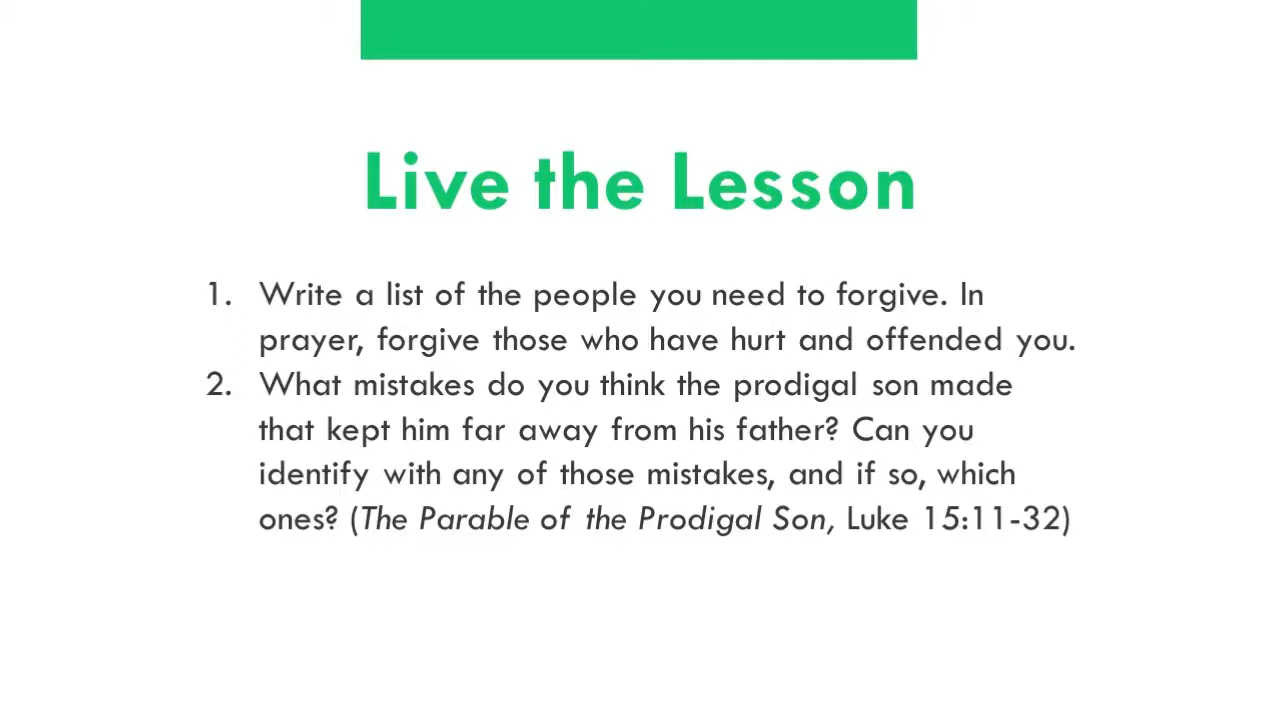 Live the Lesson
1. Write a list of the people you need to forgive. In
prayer, forgive those who have hurt and offended you.
2. What mistakes do you think the prodigal son made
that kept him far away from his father? Can you
identify with any of those mistakes, and if so, which
ones? (The Parable of the Prodigal Son, Luke 15:11-32)